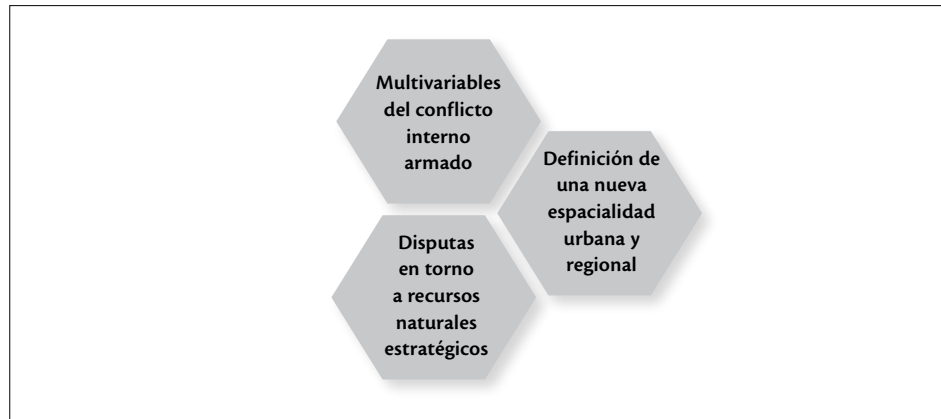 Multivariables
del conflicto
interno
armado
Definición de
una nueva
espacialidad
urbana y
regional
Disputas
en torno
a recursos
naturales
estratégicos